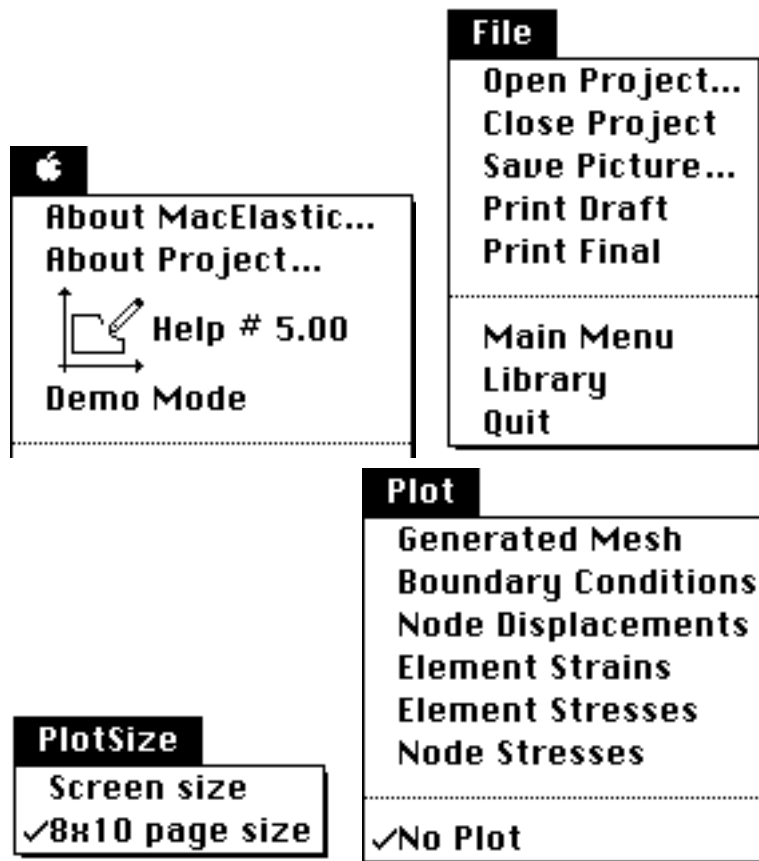 File
Open Project...
Close Project
Save Picture...
Print Draft
Print Final
Main Menu
Library
Quit
About MacElastic...
About Project...
Help # 5.00
Demo Mode
Plot
Generated Mesh
Boundary Conditions
Node Displacements
Element Strains
Element Stresses
Node Stresses
✓No Plot
PlotSize
Screen size
✓8x10 page size